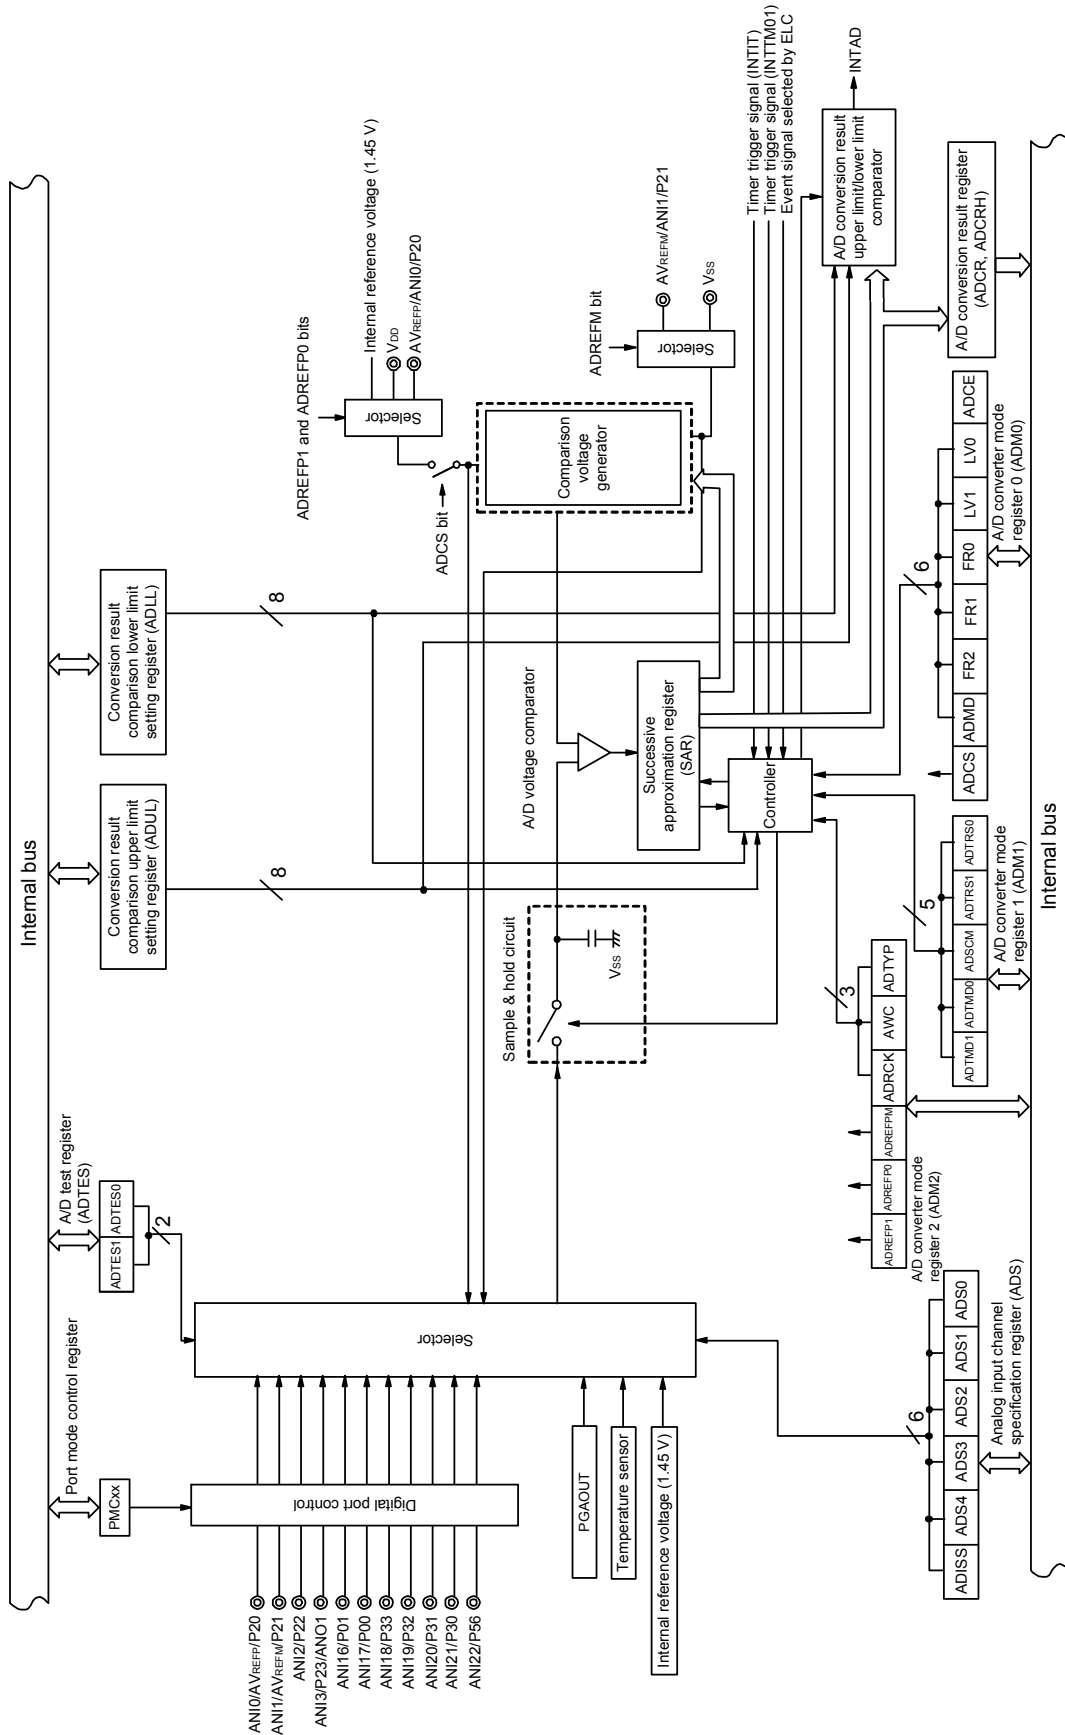 Internal bus
Port mode control register
PMCxx
A/D test register
(ADTES)
ADTES1
ADTES0
2
Conversion result
comparison upper limit
setting register (ADUL)
8
Conversion result
comparison lower limit
setting register (ADLL)
8
ADREFP1 and ADREFP0 bits
Internal reference voltage (1.45 V)
VDD
AVREFP/ANI0/P20
Selector
ADCS bit
Comparison
voltage
generator
ADREFM bit
Selector
AVREFM/ANI1/P21
VSS
ANI0/AVREFP/P20
ANI1/AVREFM/P21
ANI2/P22
ANI3/P23/ANO1
ANI16/P01
ANI17/P00
ANI18/P33
ANI19/P32
ANI20/P31
ANI21/P30
ANI22/P56
Digital port control
Selector
PGAOUT
Temperature sensor
Internal reference voltage (1.45 V)
Sample & hold circuit
VSS
A/D voltage comparator
Successive
approximation register
(SAR)
Controller
Timer trigger signal (INTIT)
Timer trigger signal (INTTM01)
Event signal selected by ELC
A/D conversion result
upper limit/lower limit
comparator
INTAD
A/D conversion result register
(ADCR, ADCRH)
6
ADISS
ADS4
ADS3
ADS2
ADS1
ADS0
Analog input channel
specification register (ADS)
3
ADREFP1
ADREFP0
ADREFPM
ADRCK
AWC
ADTYP
A/D converter mode
register 2 (ADM2)
5
ADTMD1
ADTMD0
ADSCM
ADTRS1
ADTRS0
A/D converter mode
register 1 (ADM1)
6
ADCS
ADMD
FR2
FR1
FR0
LV1
LV0
ADCE
A/D converter mode
register 0 (ADM0)
Internal bus